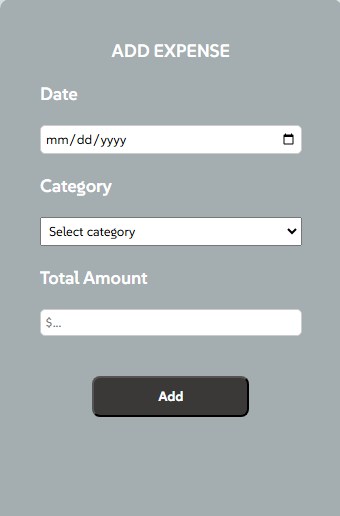 ADD EXPENSE
Date
mm/dd/yyyy
Category
Select category
Total Amount
$...
Add